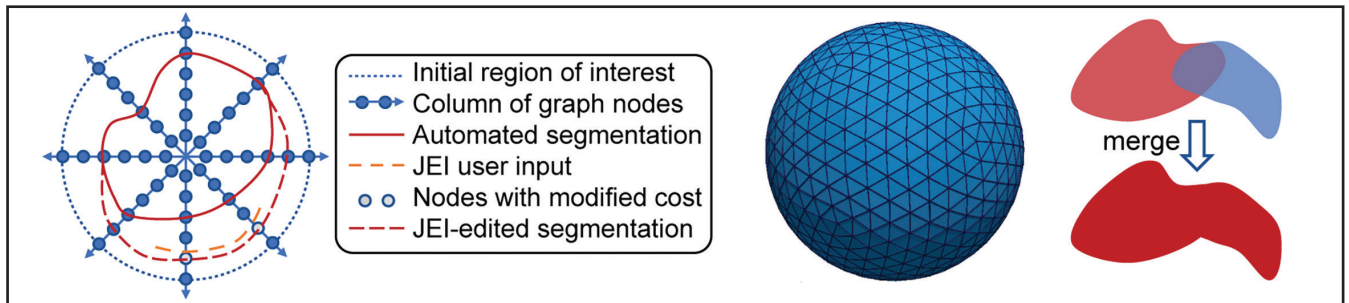 Initial region of interest
Column of graph nodes
Automated segmentation
JEI user input
Nodes with modified cost
JEI-edited segmentation
merge